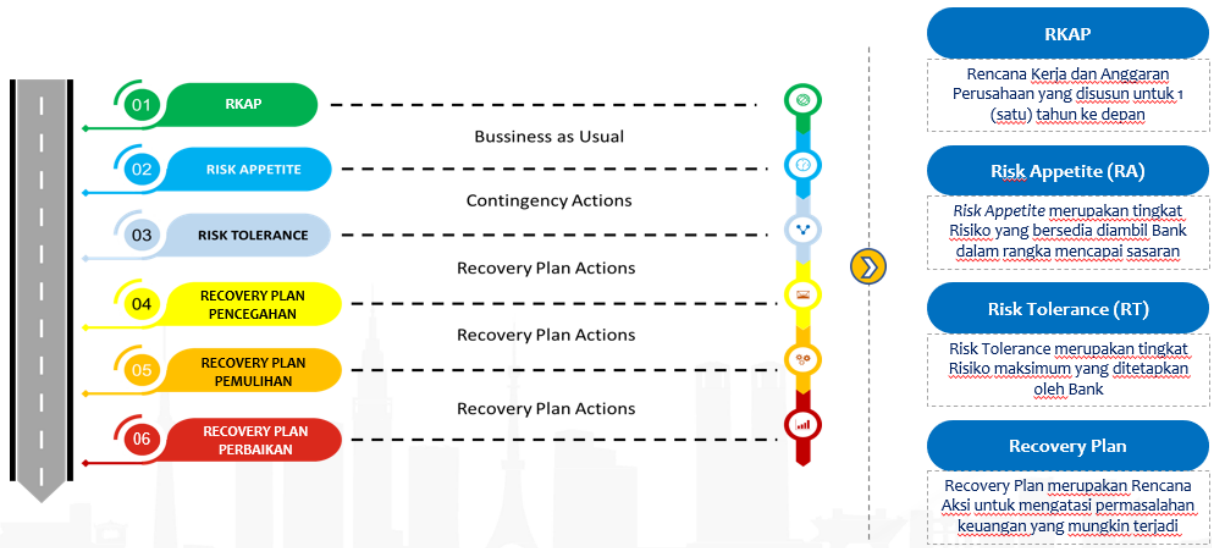 01
RKAP
Bussiness as Usual
02
RISK APPETITE
Contingency Actions
03
RISK TOLERANCE
Recovery Plan Actions
04
RECOVERY PLAN
PENCEGAHAN
Recovery Plan Actions
05
RECOVERY PLAN
PEMULIHAN
Recovery Plan Actions
06
RECOVERY PLAN
PERBAIKAN
RKAP
Rencana Kerja dan Anggaran
Perusahaan yang disusun untuk 1
(satu) tahun ke depan
Risk Appetite (RA)
Risk Appetite merupakan tingkat
Risiko yang bersedia diambil Bank
dalam rangka mencapai sasaran
Risk Tolerance (RT)
Risk Tolerance merupakan tingkat
Risiko maksimum yang ditetapkan
oleh Bank
Recovery Plan
Recovery Plan merupakan Rencana
Aksi untuk mengatasi permasalahan
keuangan yang mungkin terjadi